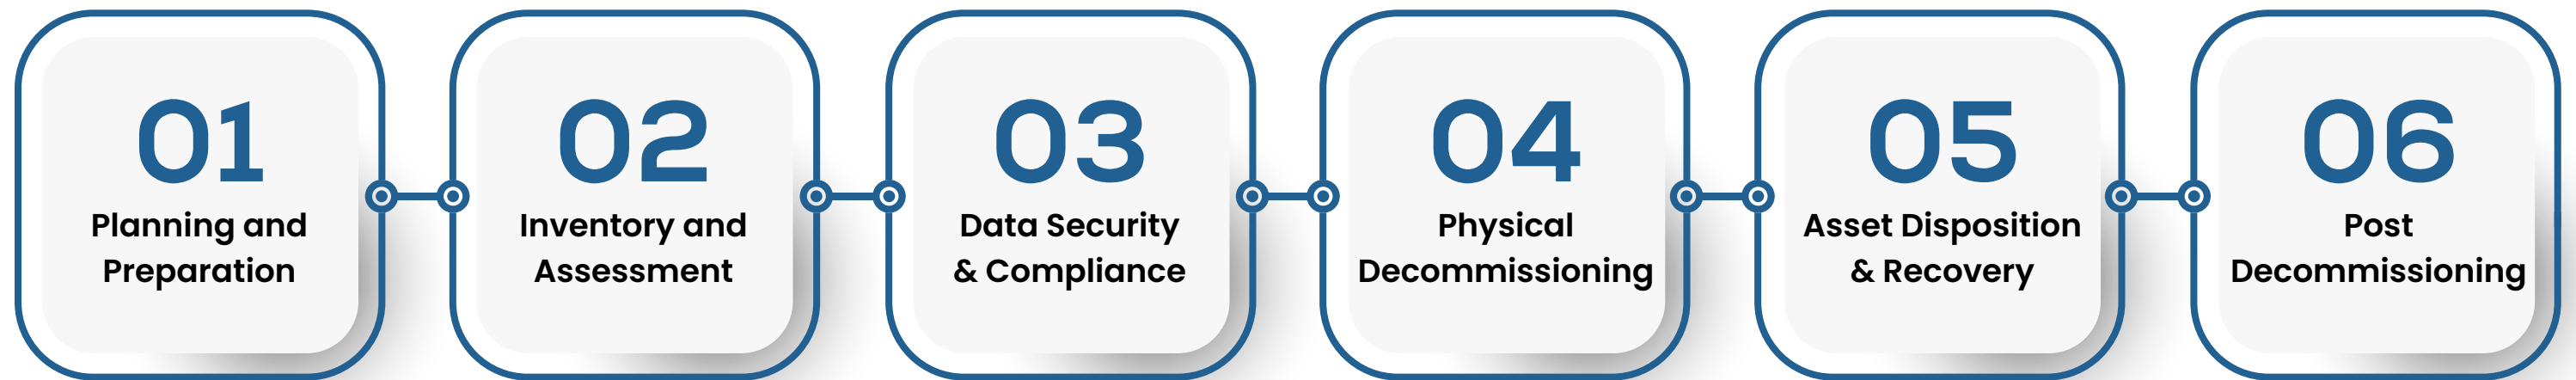 01
Planning and
Preparation
02
Inventory and
Assessment
03
Data Security
& Compliance
04
Physical
Decommissioning
05
Asset Disposition
& Recovery
06
Post
Decommissioning